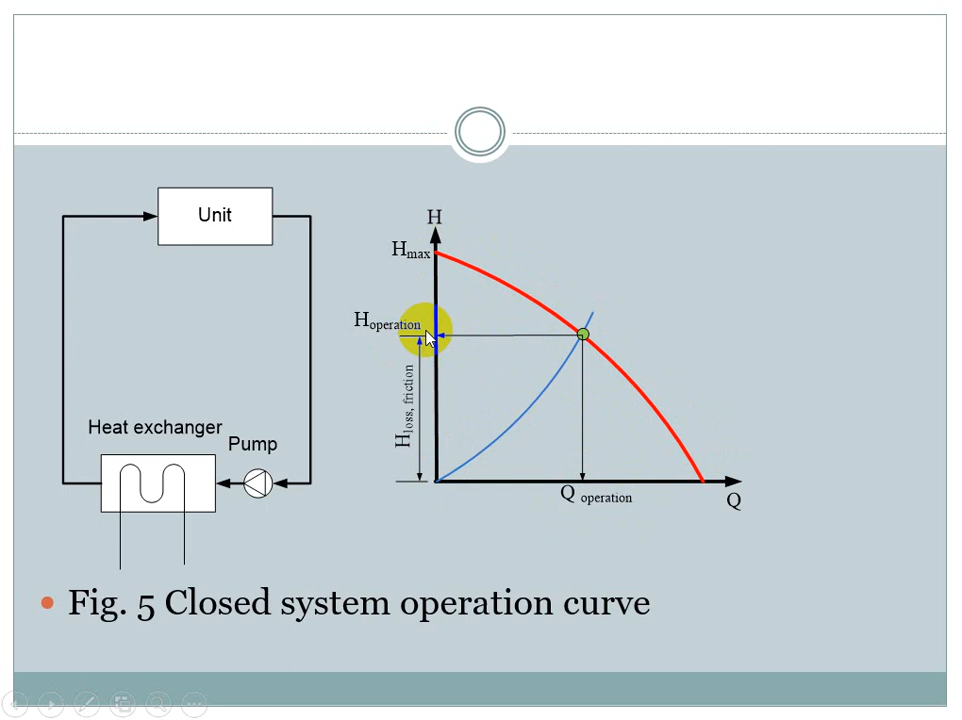 Unit
Heat exchanger
Pump
H
Hmax
Hoperation
Hloss, friction
Q operation
Q
Fig. 5 Closed system operation curve